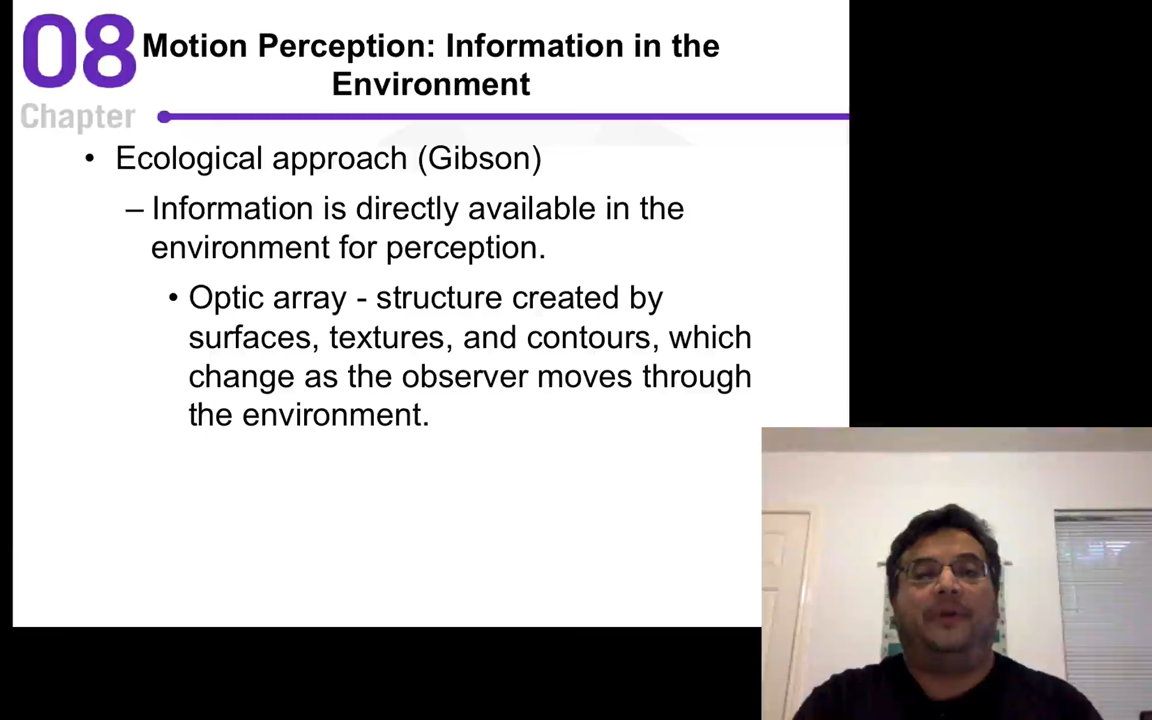 08
Chapter
Motion Perception: Information in the
Environment
• Ecological approach (Gibson)
– Information is directly available in the
environment for perception.
• Optic array - structure created by
surfaces, textures, and contours, which
change as the observer moves through
the environment.